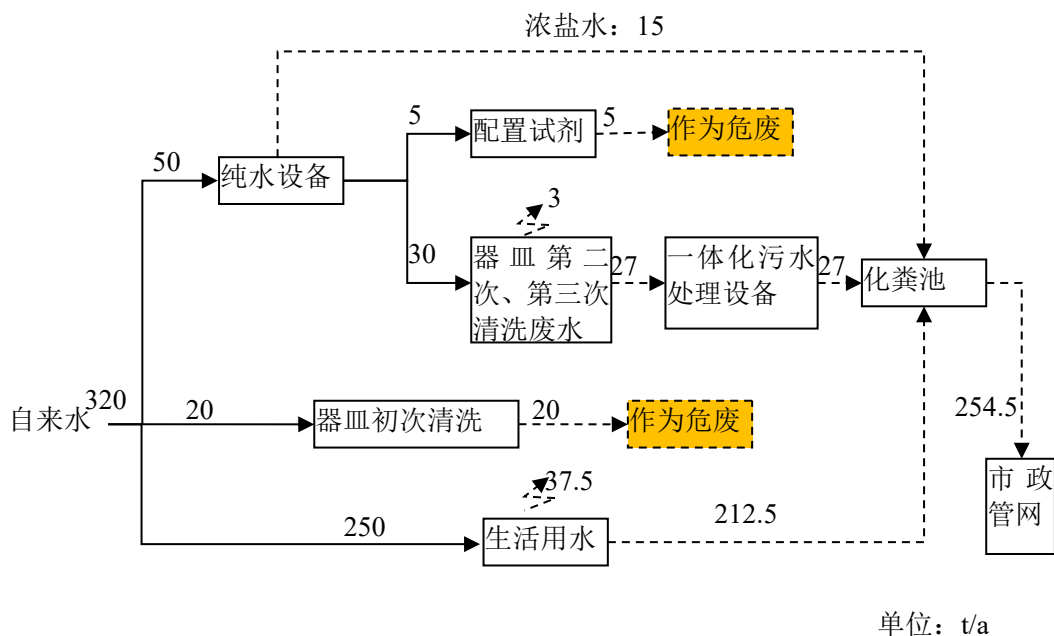 浓盐水：15
5
配置试剂
5
作为危废
50
纯水设备
3
30
器皿第二
次、第三次
清洗废水
27
一体化污水
处理设备
27
化粪池
自来水
320
20
器皿初次清洗
20
作为危废
254.5
市政
管网
37.5
250
生活用水
212.5
单位：t/a